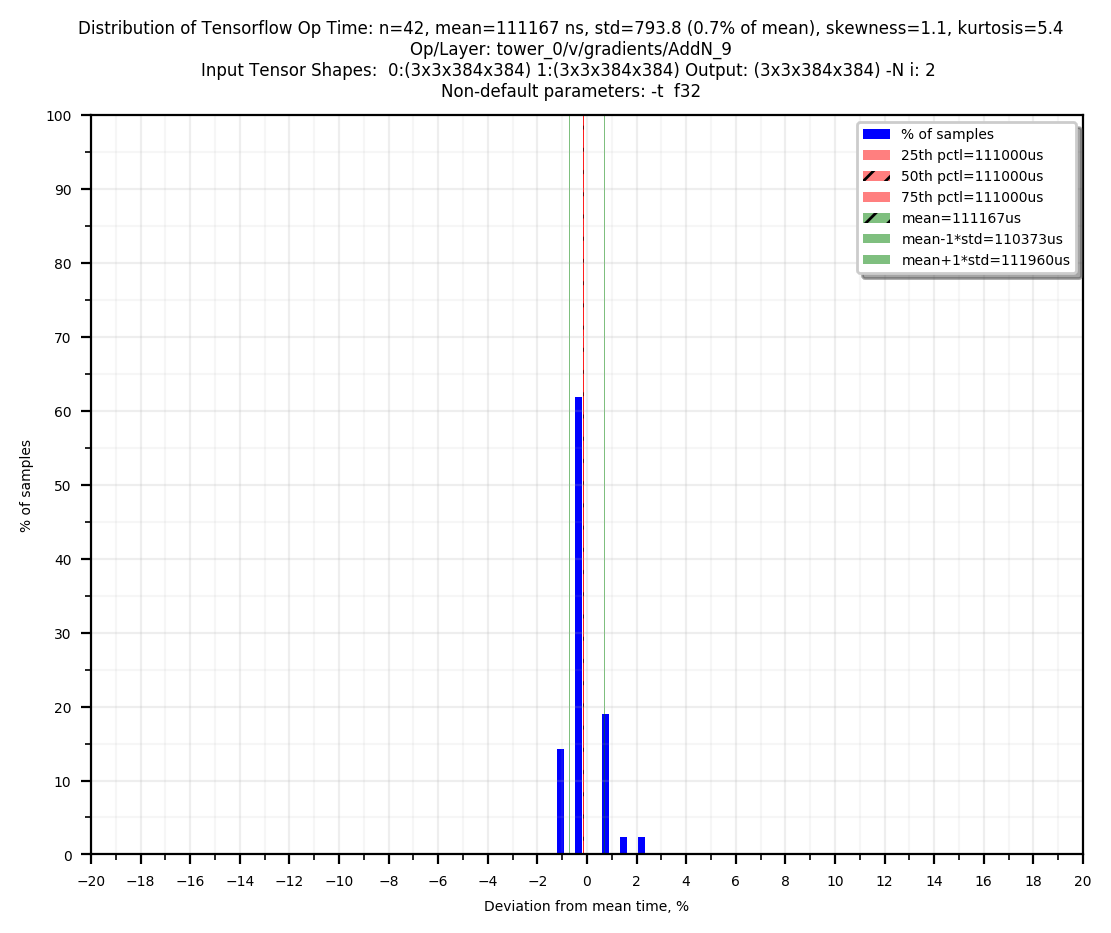 Distribution of Tensorflow Op Time: n=42, mean=111167 ns, std=793.8 (0.7% of mean), skewness=1.1, kurtosis=5.4
Op/Layer: tower_0/v/gradients/AddN_9
Input Tensor Shapes:  0:(3x3x384x384) 1:(3x3x384x384) Output: (3x3x384x384) -N i: 2
Non-default parameters: -t  f32
100
90
80
70
60
50
40
30
20
10
0
% of samples
% of samples
25th pctl=111000us
50th pctl=111000us
75th pctl=111000us
mean=111167us
mean-1*std=110373us
mean+1*std=111960us
−20 −18 −16 −14 −12 −10 −8 −6 −4 −2 0 2 4 6 8 10 12 14 16 18 20
Deviation from mean time, %